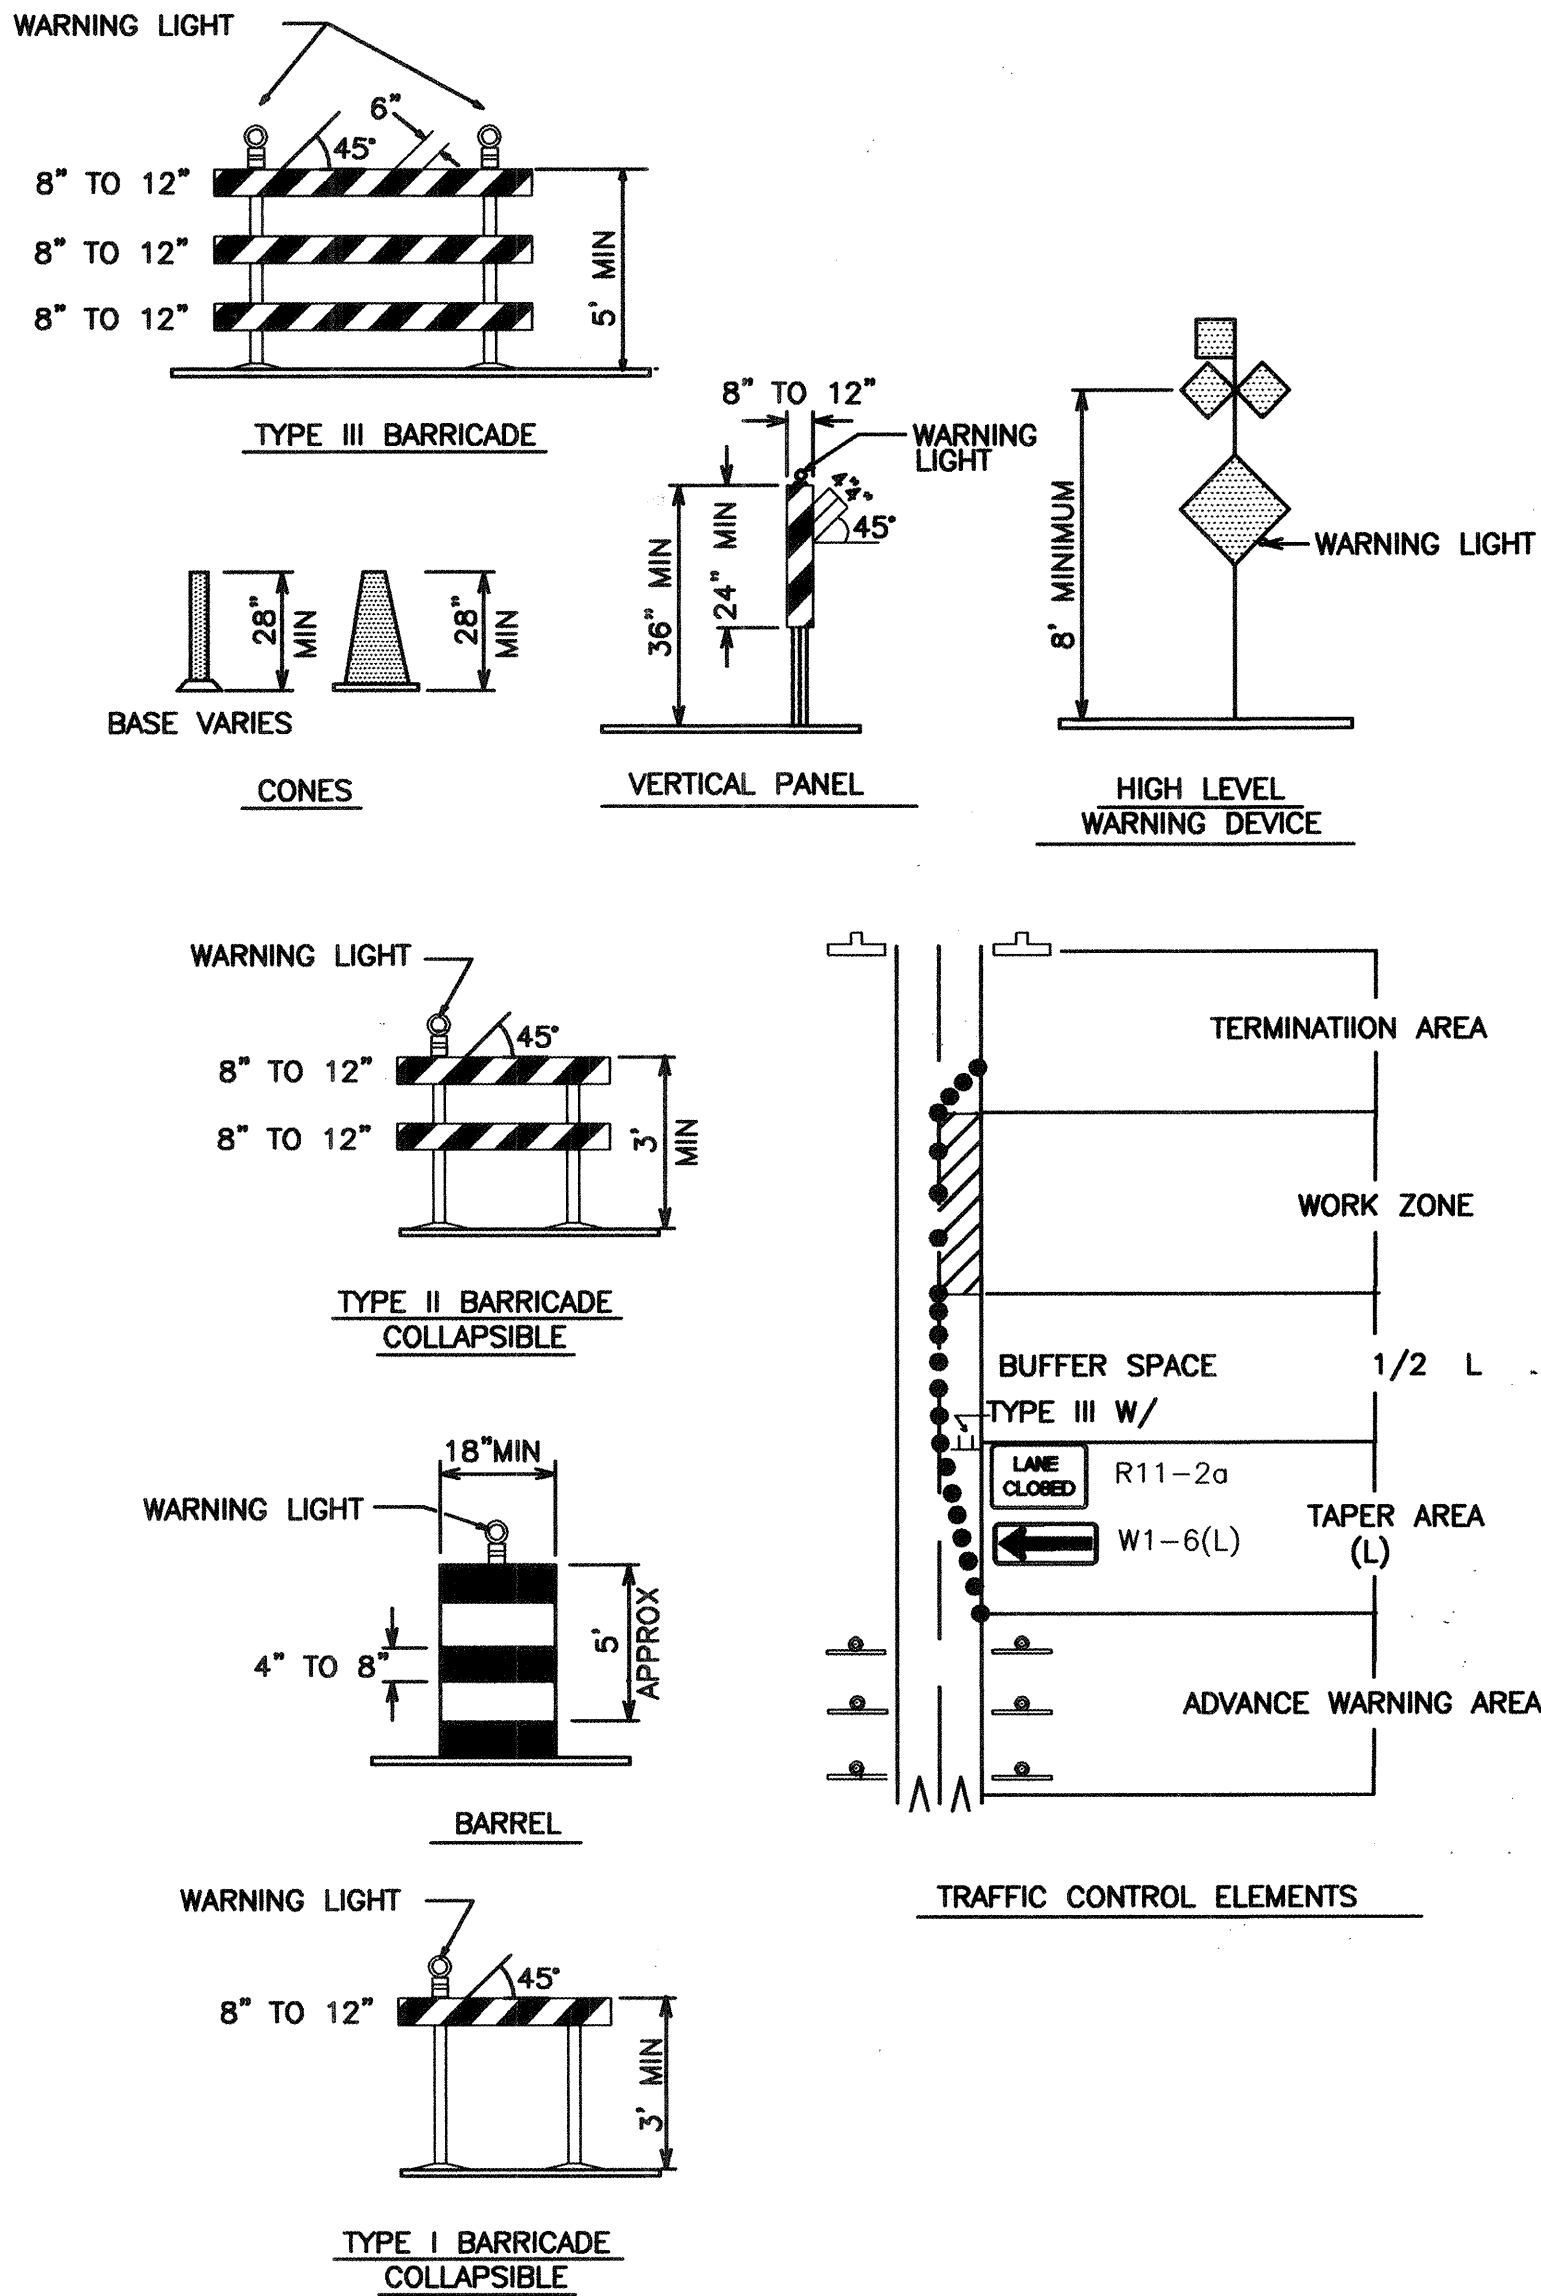 WARNING LIGHT
6"
45°
8" TO 12"
8" TO 12"
8" TO 12"
5' MIN
TYPE III BARRICADE
28" MIN
28" MIN
BASE VARIES
CONES
8" TO 12"
WARNING
LIGHT
4"
4"
45°
36" MIN
24" MIN
VERTICAL PANEL
8' MINIMUM
WARNING LIGHT
HIGH LEVEL
WARNING DEVICE
WARNING LIGHT
45°
8" TO 12"
8" TO 12"
3'
MIN
TYPE II BARRICADE
COLLAPSIBLE
18"MIN
WARNING LIGHT
4" TO 8"
5'
APPROX
BARREL
WARNING LIGHT
45°
8" TO 12"
3' MIN
TYPE I BARRICADE
COLLAPSIBLE
TERMINATIION AREA
WORK ZONE
BUFFER SPACE 1/2 L
TYPE III W/
LANE
CLOSED
R11-2a
W1-6(L)
TAPER AREA
(L)
ADVANCE WARNING AREA
TRAFFIC CONTROL ELEMENTS